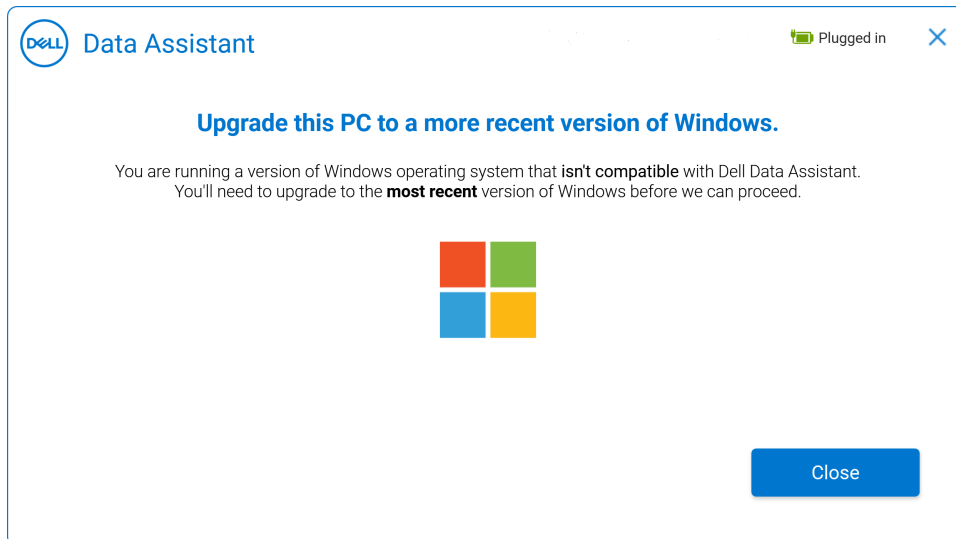 DELL Data Assistant Plugged in
Upgrade this PC to a more recent version of Windows.
You are running a version of Windows operating system that isn't compatible with Dell Data Assistant.
You'll need to upgrade to the most recent version of Windows before we can proceed.
Close